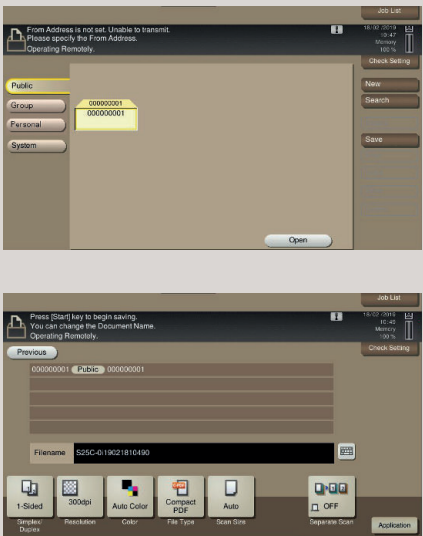 Job List
From Address is not set. Unable to transmit.
Please specify the From Address.
Operating Remotely.
18/02 /2019
10:47
Memory
100 %
Check Setting
Public
Group
Personal
System
000000001
000000001
New
Search
Save
Open
Job List
Press [Start] key to begin saving.
You can change the Document Name.
Operating Remotely.
18/02 /2019
Memory
100 %
Check Setting
Previous
000000001 Public 000000001
Filename S25C-0i19021810490
1-Sided
300dpi
Auto Color
Compact
PDF
Auto
OFF
Simplex/
Duplex
Resolution
Color
File Type
Scan Size
Separate Scan
Application